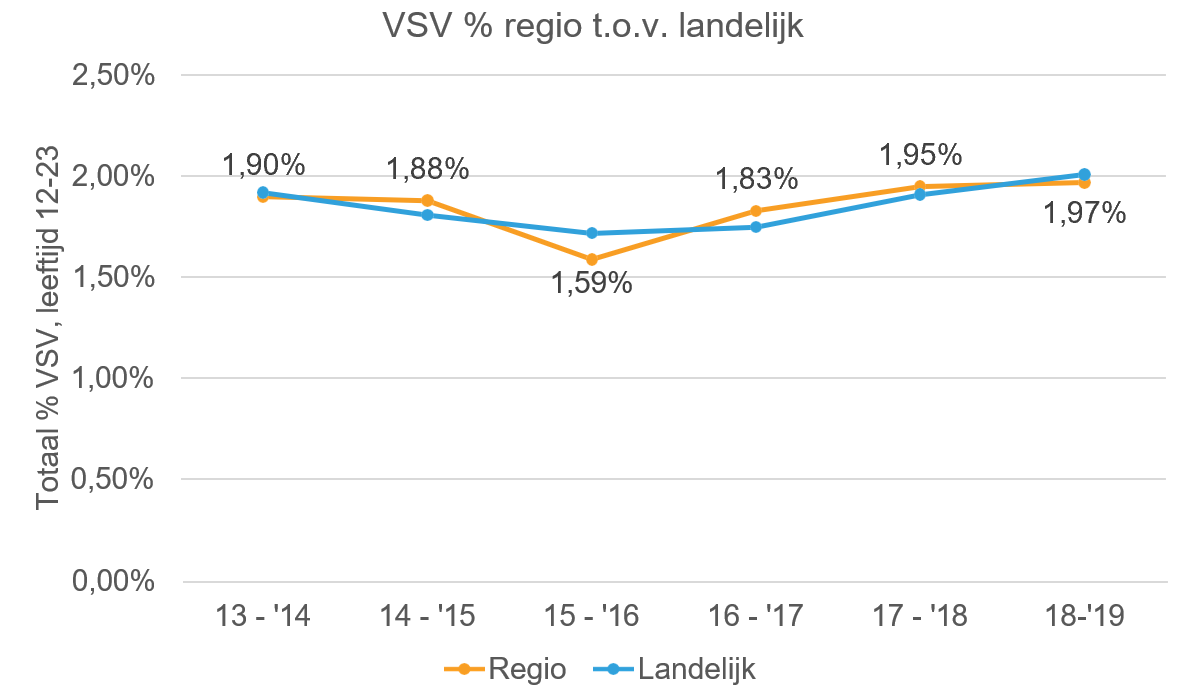 VSV % regio t.o.v. landelijk
Totaal % VSV, leeftijd 12-23
2,50%
2,00%
1,50%
1,00%
0,50%
0,00%
1,90%
1,88%
1,59%
1,83%
1,95%
1,97%
13 - '14
14 - '15
15 - '16
16 - '17
17 - '18
18-'19
Regio
Landelijk